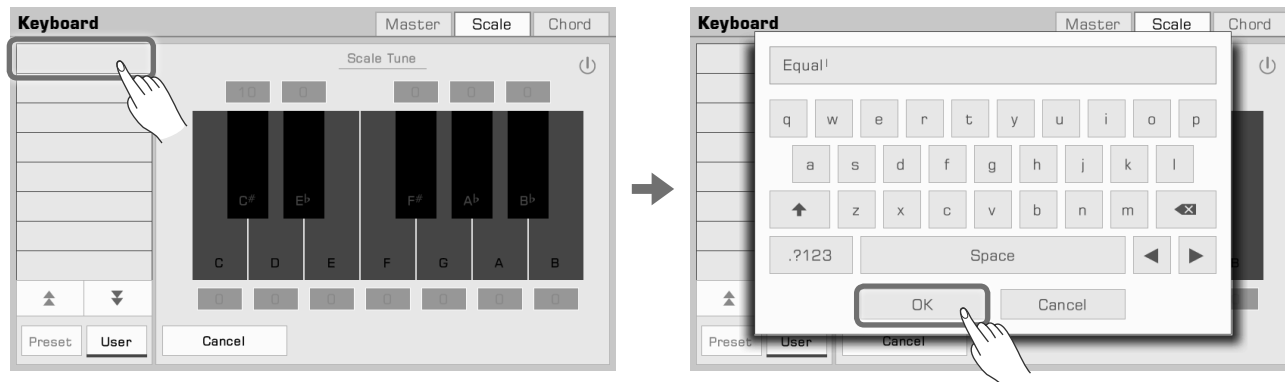 Keyboard Master Scale Chord
Scale Tune
10 0 0 0 0
C# E♭ F# A♭ B♭
C D E F G A B
0 0 0 0 0 0 0
Preset User Cancel
Keyboard Master Scale Chord
Equal
q w e r t y u i o p
a s d f g h j k l
z x c v b n m
.?123 Space
B
OK Cancel
Preset User Cancel